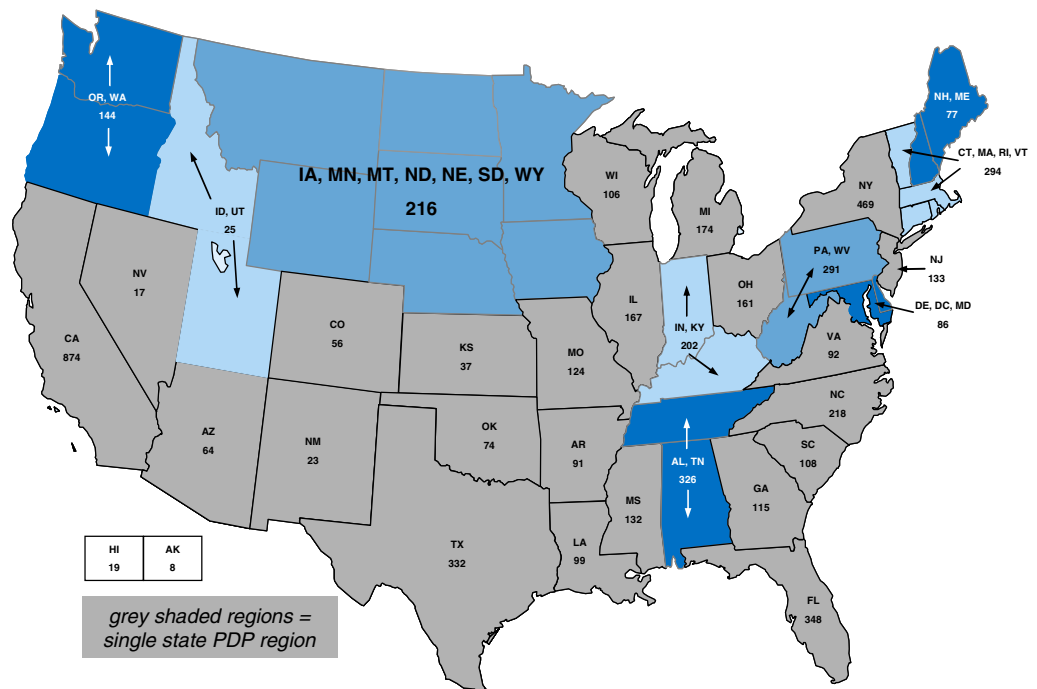 OR, WA
144
NH, ME
77
CT, MA, RI, VT
294
IA, MN, MT, ND, NE, SD, WY
216
WI
106
NY
469
MI
174
ID, UT
25
PA, WV
291
NJ
133
NV
17
OH
161
IL
167
DE, DC, MD
86
IN, KY
202
CA
874
CO
56
VA
92
KS
37
MO
124
NC
218
AZ
64
NM
23
OK
74
AR
91
SC
108
AL, TN
326
GA
115
MS
132
TX
332
LA
99
HI
19
AK
8
FL
348
grey shaded regions =
single state PDP region